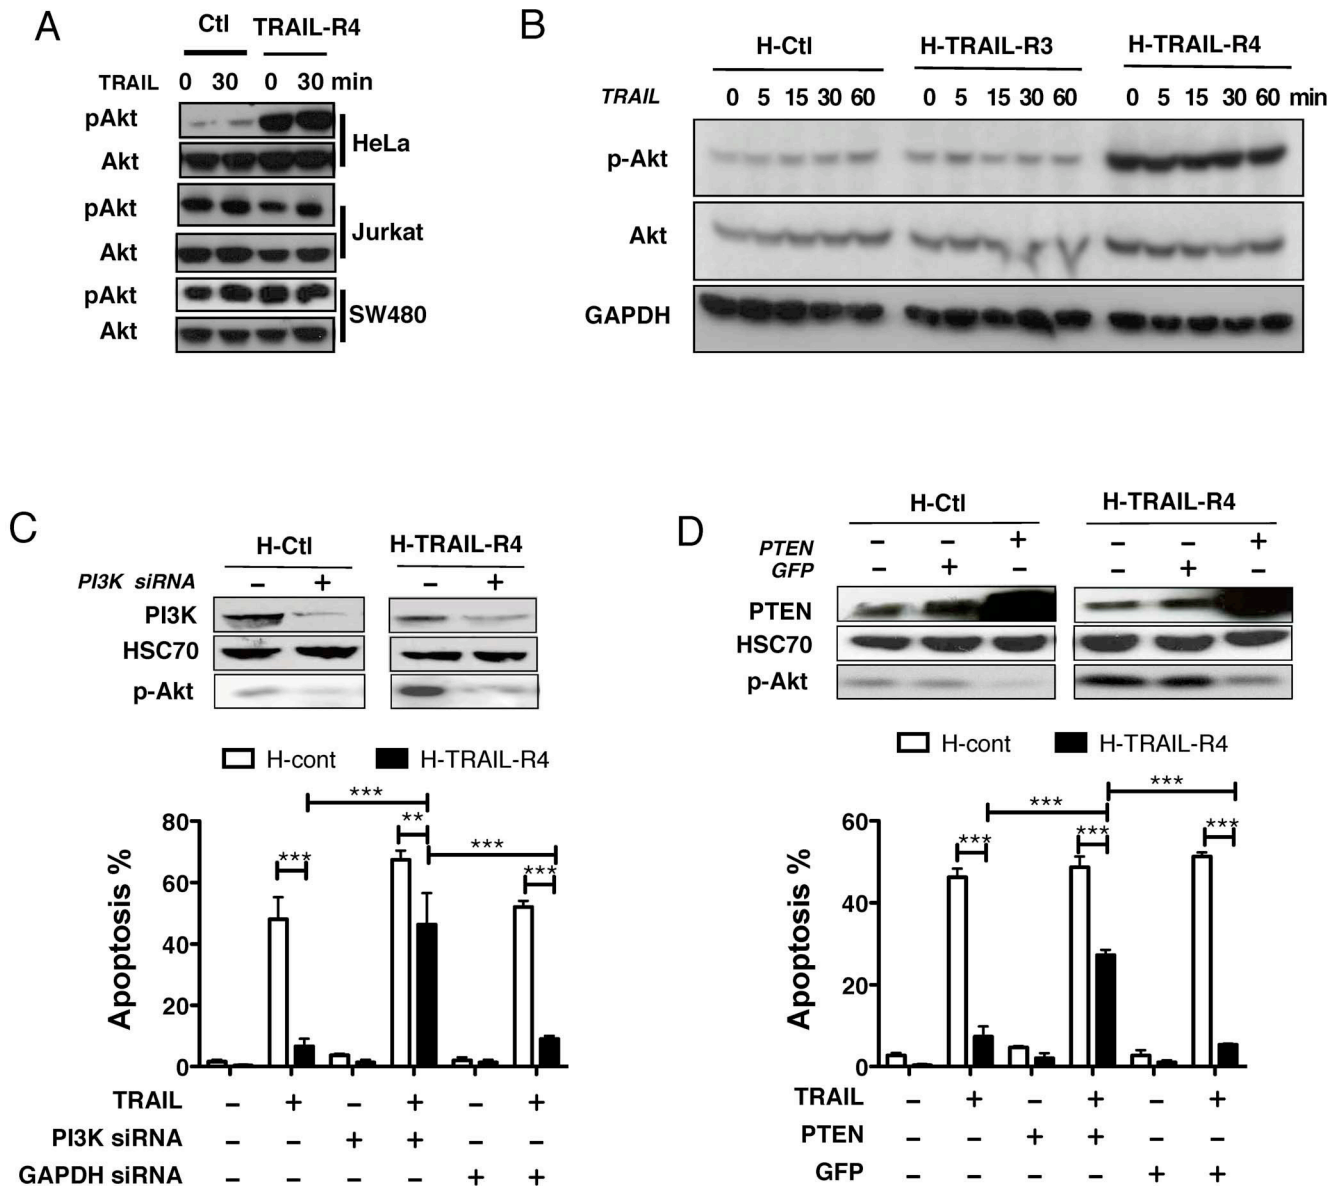 A
Ctl TRAIL-R4
TRAIL 0 30 0 30 min
pAkt
Akt
HeLa
pAkt
Akt
Jurkat
pAkt
Akt
SW480
B
H-Ctl H-TRAIL-R3 H-TRAIL-R4
TRAIL 0 5 15 30 60 0 5 15 30 60 0 5 15 30 60 min
p-Akt
Akt
GAPDH
C
H-Ctl H-TRAIL-R4
PI3K siRNA − + − +
PI3K
HSC70
p-Akt
H-cont H-TRAIL-R4
Apoptosis %
80
60
40
20
0
*** *** ** *** ***
TRAIL − + − + − +
PI3K siRNA − − + + − −
GAPDH siRNA − − − − + +
D
H-Ctl H-TRAIL-R4
PTEN − − + − − +
GFP − + − − + −
PTEN
HSC70
p-Akt
H-cont H-TRAIL-R4
Apoptosis %
60
40
20
0
*** *** *** *** ***
TRAIL − + − + − +
PTEN − − + + − −
GFP − − − − + +